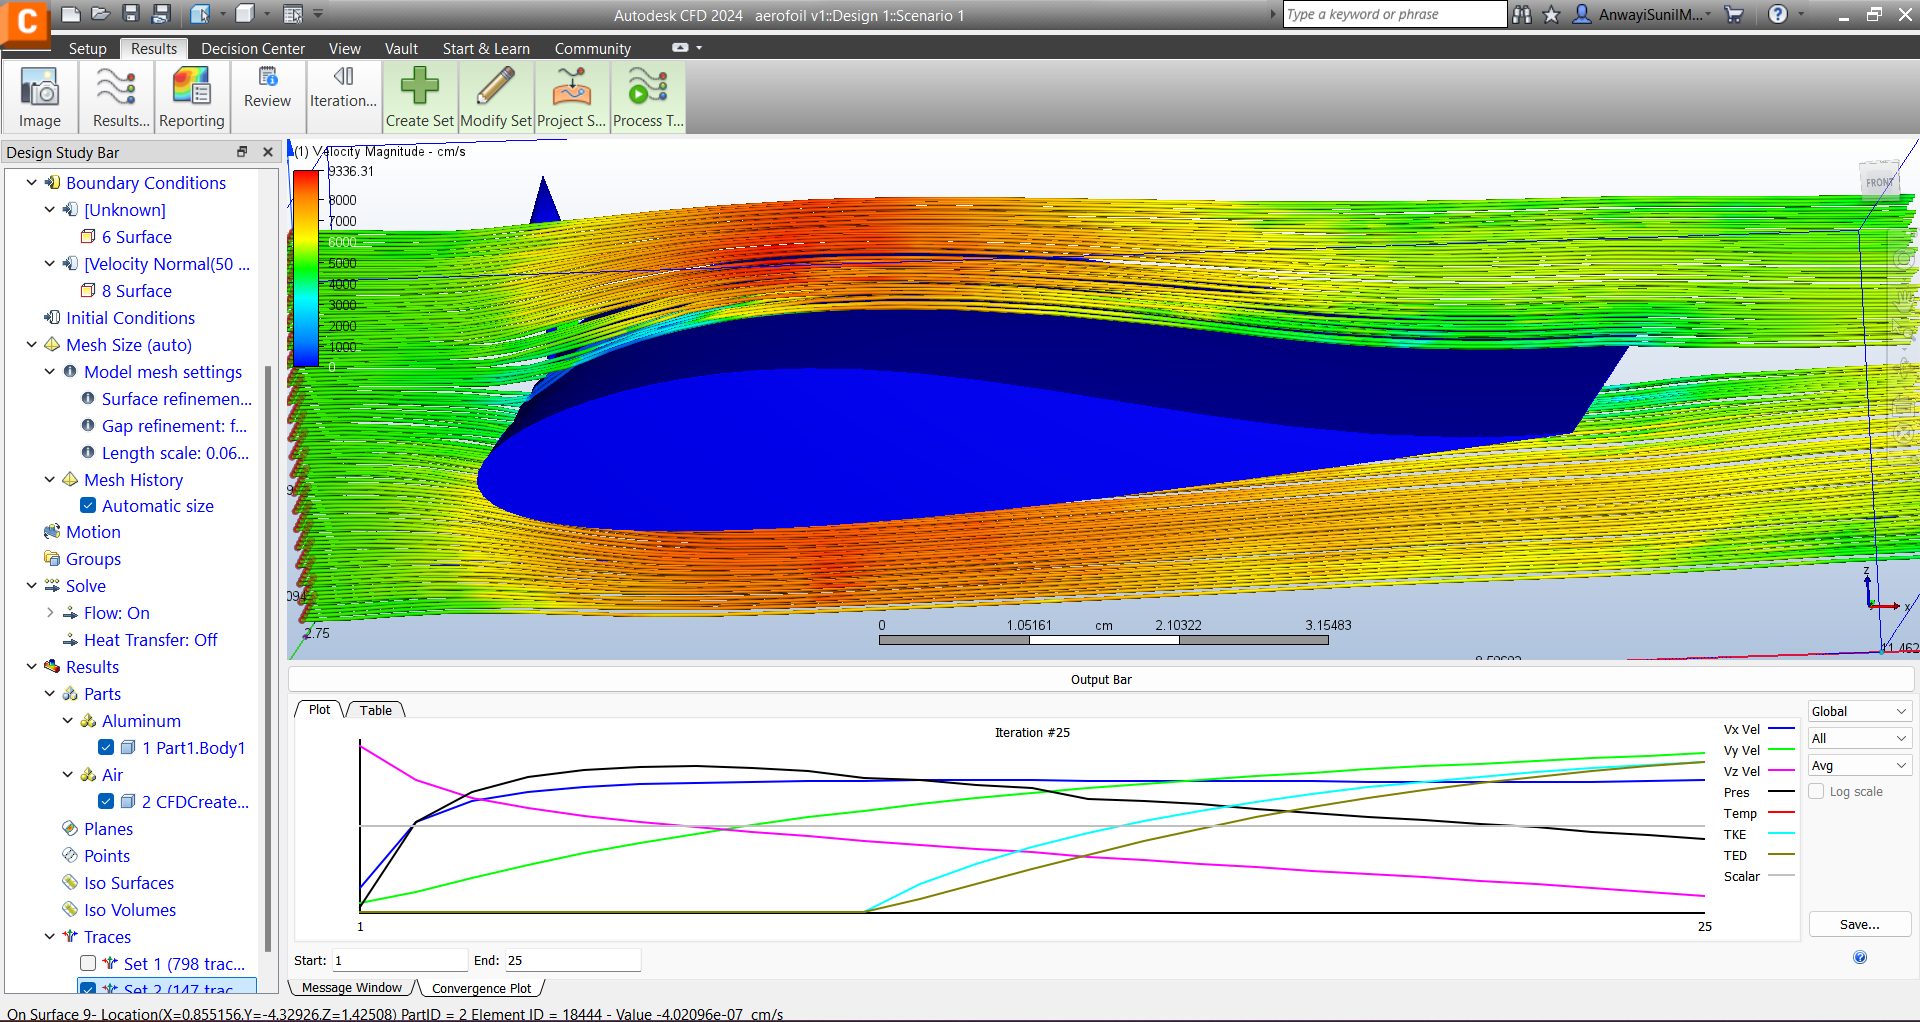 Autodesk CFD 2024 aerofoil v1::Design 1::Scenario 1
Type a keyword or phrase
AnwayiSunilM...
Setup
Results
Decision Center
View
Vault
Start & Learn
Community
Image
Results...
Reporting
Review
Iteration...
Create Set
Modify Set
Project S...
Process T...
Design Study Bar
Boundary Conditions
[Unknown]
6 Surface
[Velocity Normal(50 ...
8 Surface
Initial Conditions
Mesh Size (auto)
Model mesh settings
Surface refinemen...
Gap refinement: f...
Length scale: 0.06...
Mesh History
Automatic size
Motion
Groups
Solve
Flow: On
Heat Transfer: Off
Results
Parts
Aluminum
1 Part1.Body1
Air
2 CFDCreate...
Planes
Points
Iso Surfaces
Iso Volumes
Traces
Set 1 (798 trac...
Set 2 (147 trac...
(1) Velocity Magnitude - cm/s
9336.31
8000
7000
6000
5000
4000
3000
2000
1000
0
FRONT
2.75
0
1.05161
cm
2.10322
3.15483
z
x
11.462
Output Bar
Plot
Table
Iteration #25
Vx Vel
Vy Vel
Vz Vel
Pres
Temp
TKE
TED
Scalar
1
25
Global
All
Avg
Log scale
Save...
Start: 1
End: 25
Message Window
Convergence Plot
On Surface 9- Location(X=0.855156,Y=-4.32926,Z=1.42508) PartID = 2 Element ID = 18444 - Value -4.02096e-07 cm/s